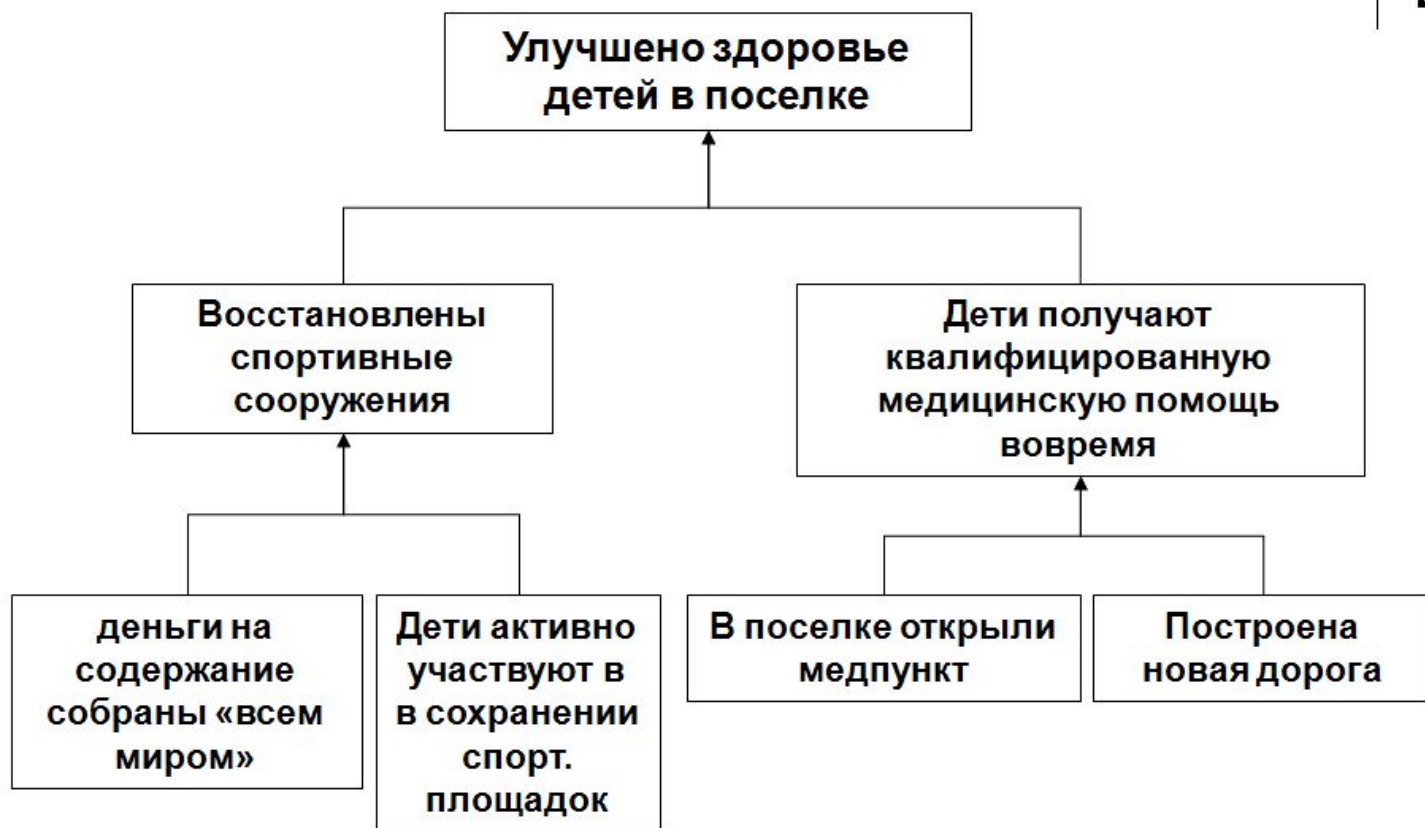 Улучшено здоровье
детей в поселке
Восстановлены
спортивные
сооружения
Дети получают
квалифицированную
медицинскую помощь
вовремя
деньги на
содержание
собраны «всем
миром»
Дети активно
участвуют в
в сохранении
спорт.
площадок
В поселке открыли
медпункт
Построена
новая дорога